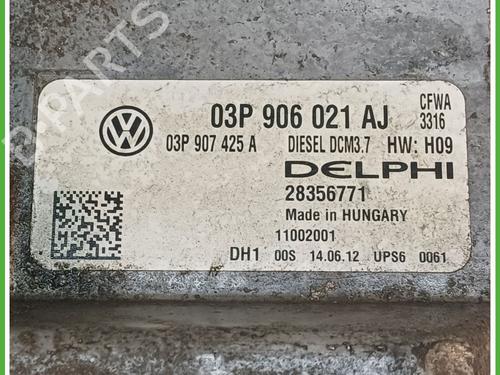 03P 906 021 AJ CFWA
3316
03P 907 425 A DIESEL DCM3.7 HW: H09
DELPHI
28356771
Made in HUNGARY
11002001
DH1 00S 14.06.12 UPS6 0061
B-PARTS